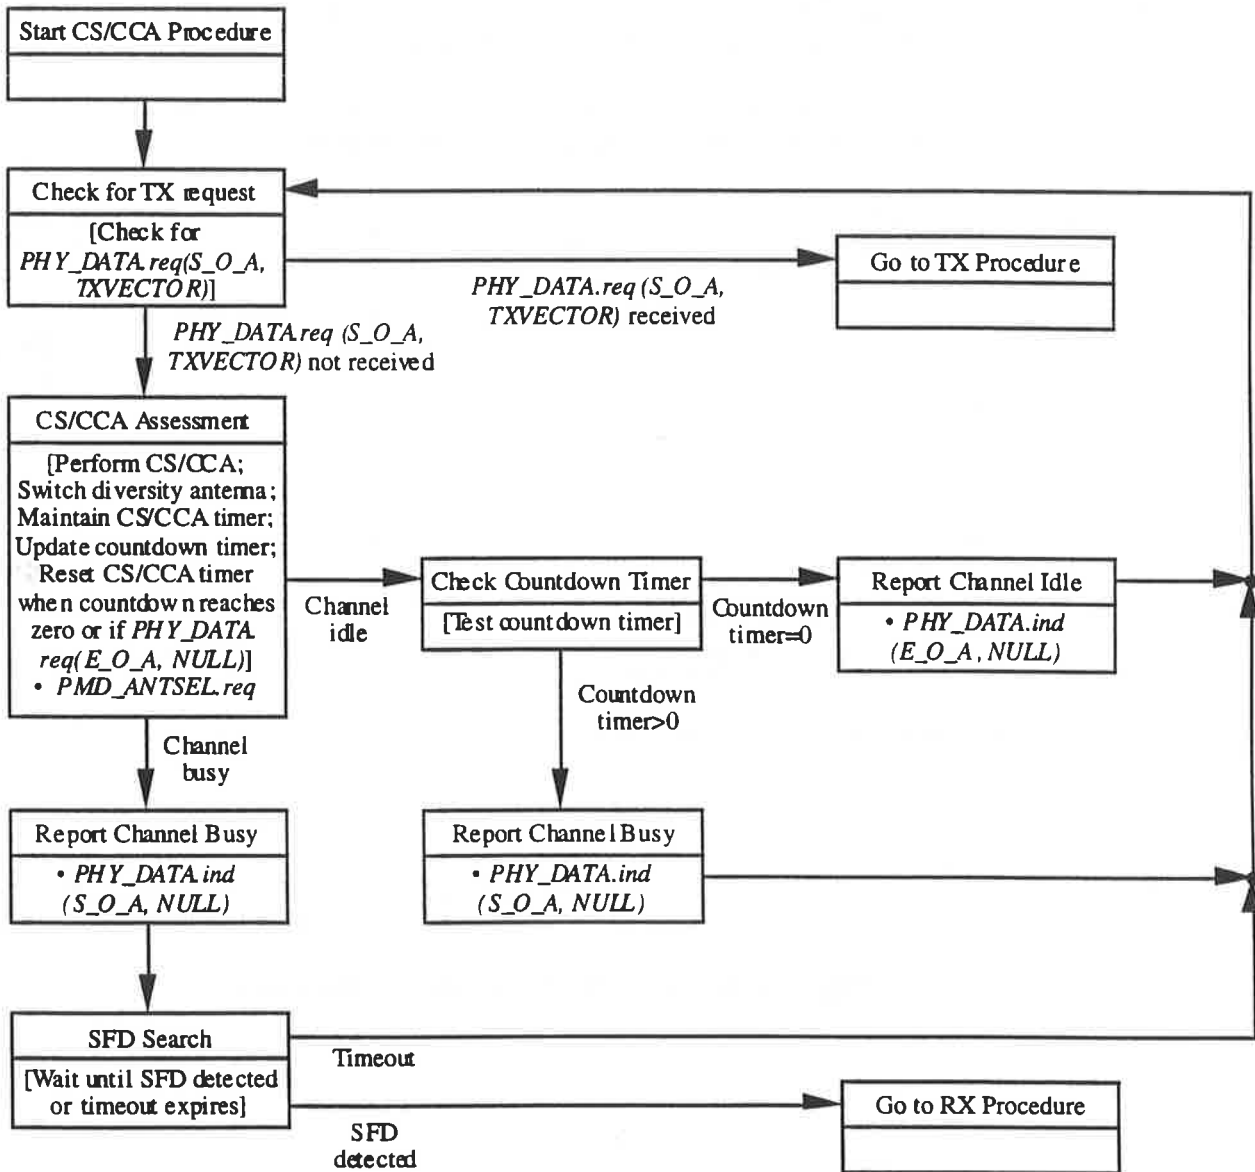 Start CS/CCA Procedure
Check for TX request
[Check for
PHY_DATA.req(S_O_A,
TXVECTOR)]
PHY_DATA.req (S_O_A,
TXVECTOR) received
Go to TX Procedure
PHY_DATA.req (S_O_A,
TXVECTOR) not received
CS/CCA Assessment
[Perform CS/CCA;
Switch diversity antenna;
Maintain CS/CCA timer;
Update countdown timer;
Reset CS/CCA timer
when countdown reaches
zero or if PHY_DATA.
req(E_O_A, NULL)]
• PMD_ANTSEL.req
Channel
idle
Check Countdown Timer
[Test countdown timer]
Countdown
timer=0
Report Channel Idle
• PHY_DATA.ind
(E_O_A, NULL)
Countdown
timer>0
Channel
busy
Report Channel Busy
• PHY_DATA.ind
(S_O_A, NULL)
Report Channel Busy
• PHY_DATA.ind
(S_O_A, NULL)
SFD Search
[Wait until SFD detected
or timeout expires]
Timeout
SFD
detected
Go to RX Procedure